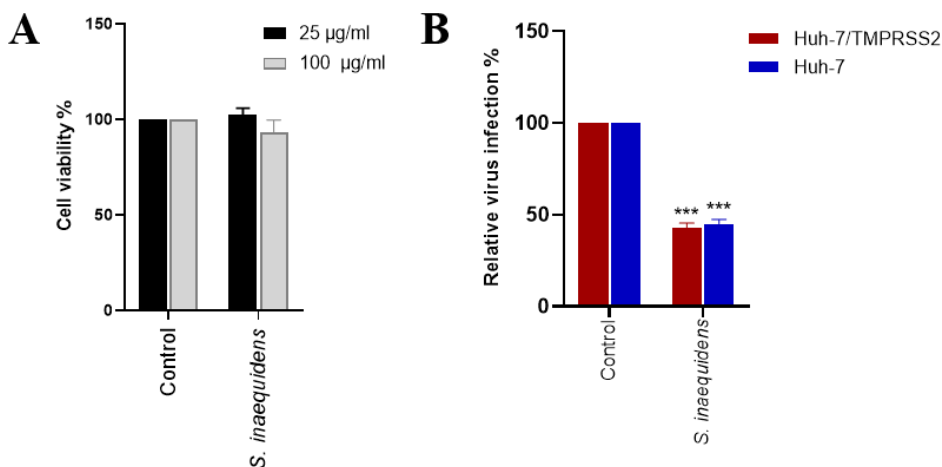 A
Cell viability %
150
100
50
0
25 µg/ml
100 µg/ml
Control
S. inaequidens
B
Relative virus infection %
150
100
50
0
Huh-7/TMPRSS2
Huh-7
*** ***
Control
S. inaequidens